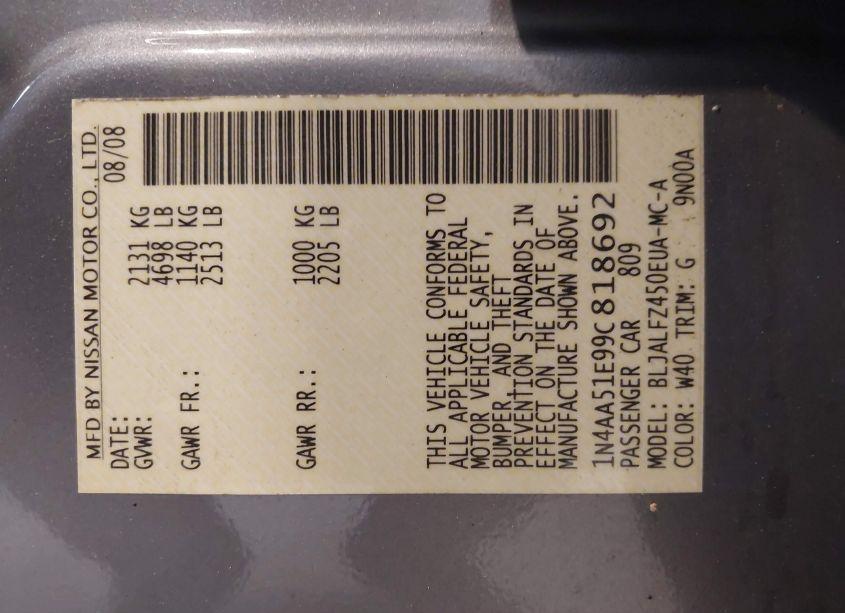 MFD BY NISSAN MOTOR CO., LTD.
DATE: 08/08
GVWR: 2131 KG
4698 LB
GAWR FR.: 1140 KG
2513 LB
GAWR RR.: 1000 KG
2205 LB
THIS VEHICLE CONFORMS TO
ALL APPLICABLE FEDERAL
MOTOR VEHICLE SAFETY,
BUMPER, AND THEFT
PREVENTION STANDARDS IN
EFFECT ON THE DATE OF
MANUFACTURE SHOWN ABOVE.
1N4AA51E99C818692
PASSENGER CAR 809
MODEL: BLJALFZ450EUA-MC-A
COLOR: W40 TRIM: G 9N00A